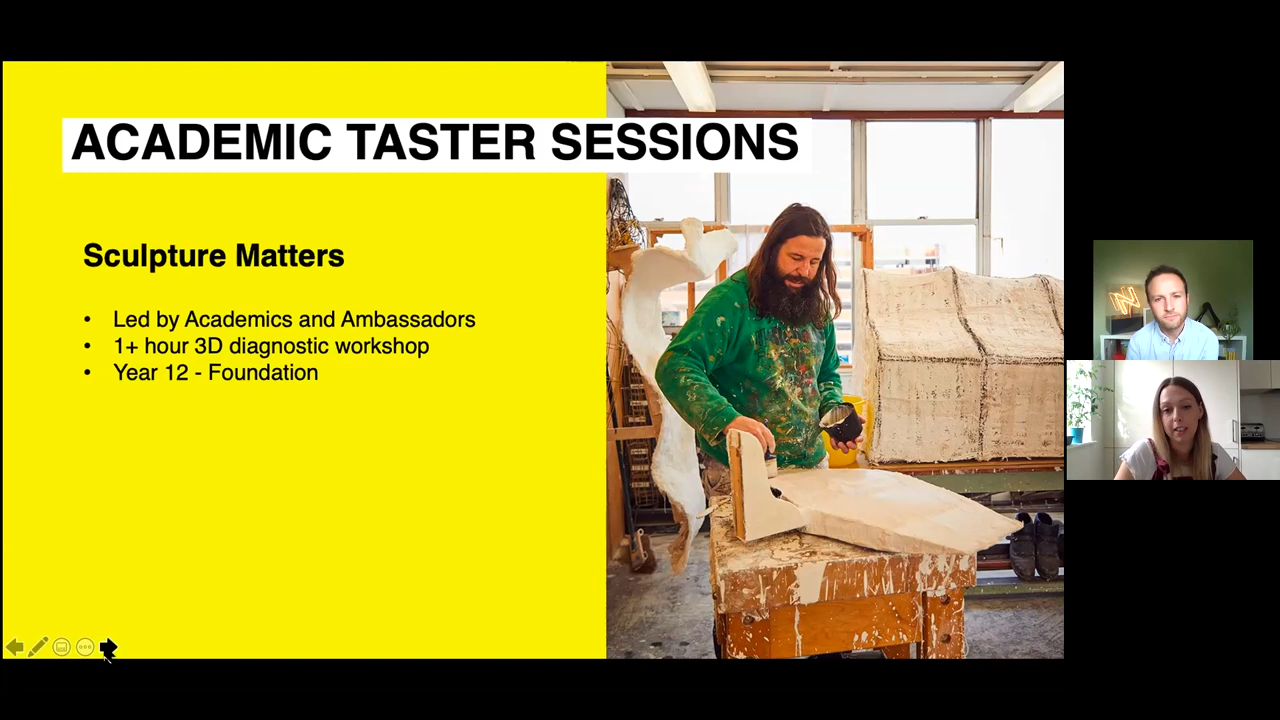 ACADEMIC TASTER SESSIONS
Sculpture Matters
• Led by Academics and Ambassadors
• 1+ hour 3D diagnostic workshop
• Year 12 - Foundation